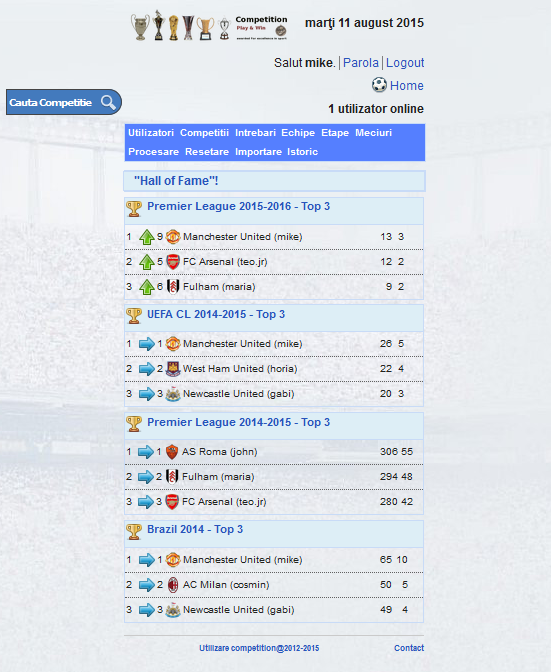 Competition
Play & Win
awarded for excellence in sport
marţi 11 august 2015
Salut mike. Parola Logout
Home
Cauta Competitie
1 utilizator online
Utilizatori Competitii Intrebari Echipe Etape Meciuri
Procesare Resetare Importare Istoric
"Hall of Fame"!
Premier League 2015-2016 - Top 3
1 9 Manchester United (mike) 13 3
2 5 FC Arsenal (teo.jr) 12 2
3 6 Fulham (maria) 9 2
UEFA CL 2014-2015 - Top 3
1 1 Manchester United (mike) 26 5
2 2 West Ham United (horia) 22 4
3 3 Newcastle United (gabi) 20 3
Premier League 2014-2015 - Top 3
1 1 AS Roma (john) 306 55
2 2 Fulham (maria) 294 48
3 3 FC Arsenal (teo.jr) 280 42
Brazil 2014 - Top 3
1 1 Manchester United (mike) 65 10
2 2 AC Milan (cosmin) 50 5
3 3 Newcastle United (gabi) 49 4
Utilizare competition@2012-2015 Contact